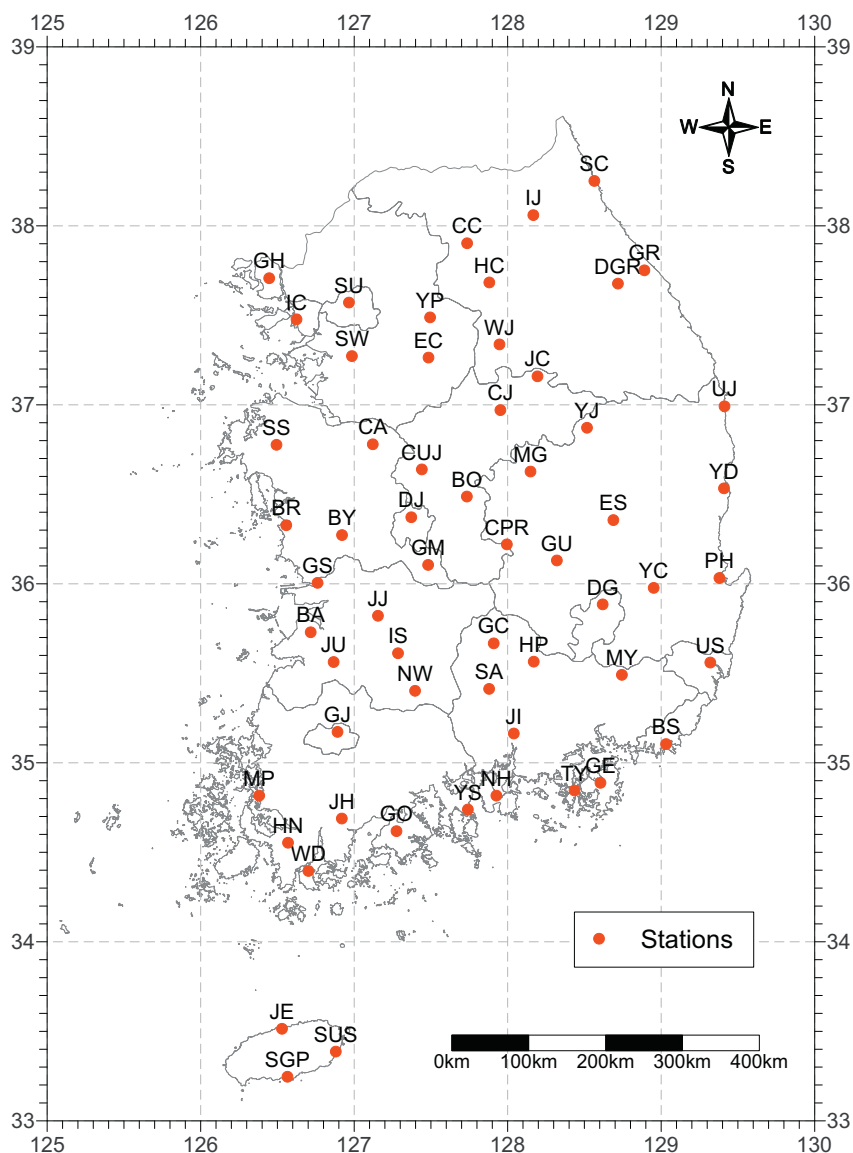 125 126 127 128 129 130
39 39
N
W E
S
SC
IJ
38 38
CC
GR
GH HC DGR
SU
IC YP
WJ
SW EC
JC
37 CJ UJ 37
YJ
SS CA
CUJ MG
BO YD
BR DJ ES
BY
CPR
GM GU
PH
GS YC
36 36
DG
JJ
BA GC
IS HP
JU US
MY
SA
NW
GJ JI
BS
35 35
MP NH TY GE
YS
JH
HN GO
WD
34 34
Stations
JE
SUS
SGP
0km 100km 200km 300km 400km
33 33
125 126 127 128 129 130